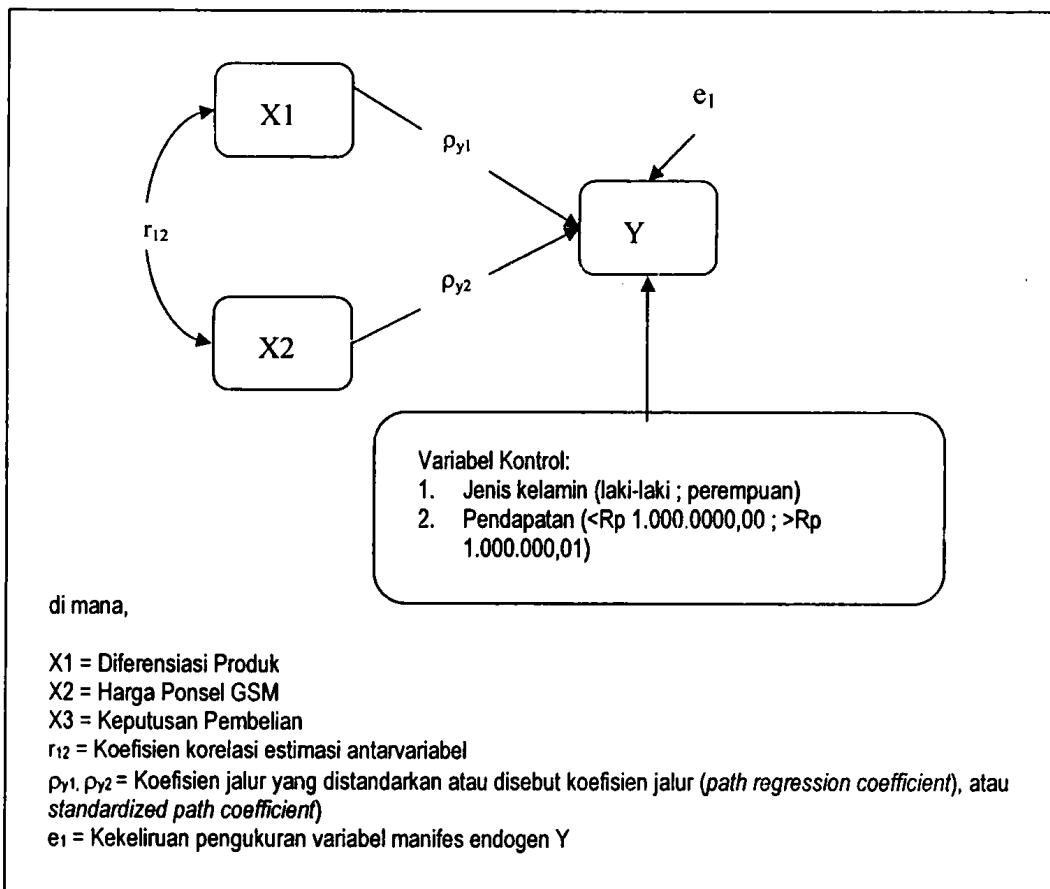 X1
e1
ρy1
Y
r12
ρy2
X2
Variabel Kontrol:
1. Jenis kelamin (laki-laki ; perempuan)
2. Pendapatan (<Rp 1.000.0000,00 ; >Rp
1.000.000,01)
di mana,
X1 = Diferensiasi Produk
X2 = Harga Ponsel GSM
X3 = Keputusan Pembelian
r12 = Koefisien korelasi estimasi antarvariabel
ρy1, ρy2 = Koefisien jalur yang distandarkan atau disebut koefisien jalur (path regression coefficient), atau
standardized path coefficient)
e1 = Kekeliruan pengukuran variabel manifes endogen Y